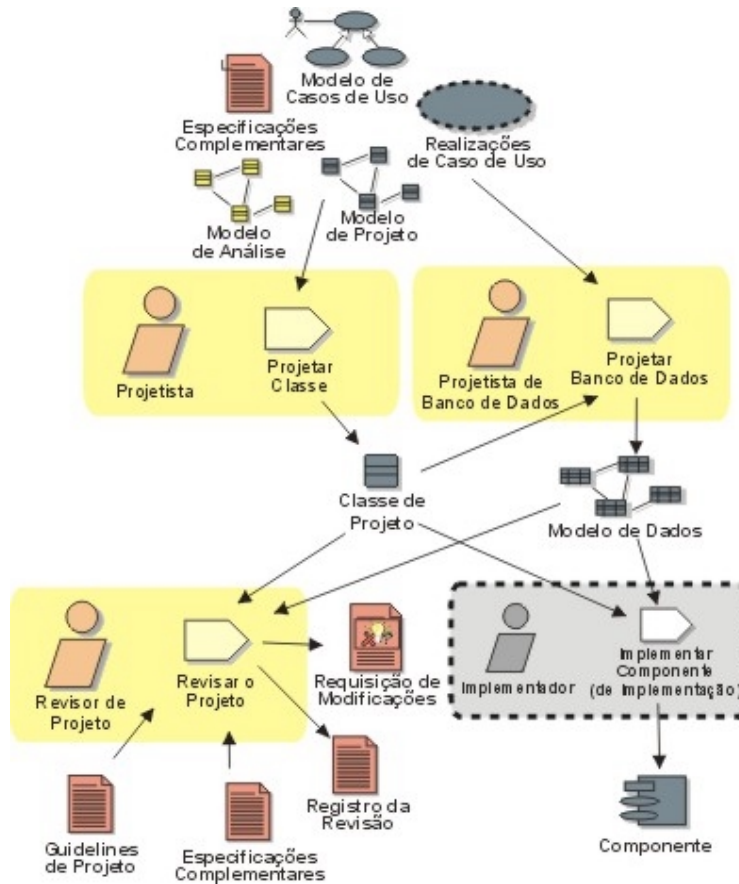 Modelo de
Casos de Uso
Especificações
Complementares
Realizações
de Caso de Uso
Modelo
de Análise
Modelo
de Projeto
Projetista
Projetar
Classe
Projetista de
Banco de Dados
Projetar
Banco de Dados
Classe de
Projeto
Modelo de Dados
Revisor de
Projeto
Revisar o
Projeto
Requisição de
Modificações
Implementador
Implementar
Componente
(de Implementação)
Guidelines
de Projeto
Especificações
Complementares
Registro da
Revisão
Componente